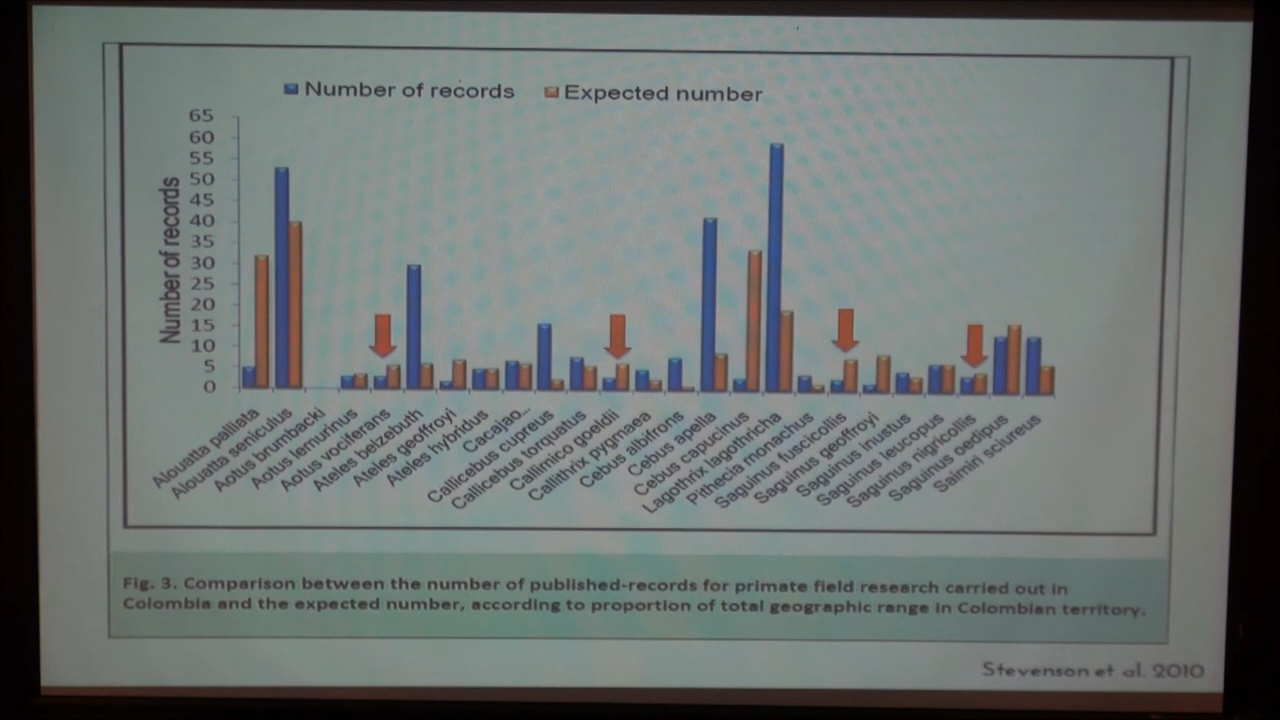 Number of records Expected number
65
60
55
50
45
40
35
30
25
20
15
10
5
0
Number of records
Alouatta palliata
Alouatta seniculus
Aotus brumbacki
Aotus lemurinus
Aotus vociferans
Ateles belzebuth
Ateles geoffroyi
Ateles hybridus
Cacajao...
Callicebus cupreus
Callicebus torquatus
Callimico goeldii
Callithrix pygmaea
Cebus albifrons
Cebus apella
Cebus capucinus
Lagothrix lagothricha
Pithecia monachus
Saguinus fuscicollis
Saguinus geoffroyi
Saguinus inustus
Saguinus leucopus
Saguinus nigricollis
Saguinus oedipus
Saimiri sciureus
Fig. 3. Comparison between the number of published-records for primate field research carried out in
Colombia and the expected number, according to proportion of total geographic range in Colombian territory.
Stevenson et al. 2010